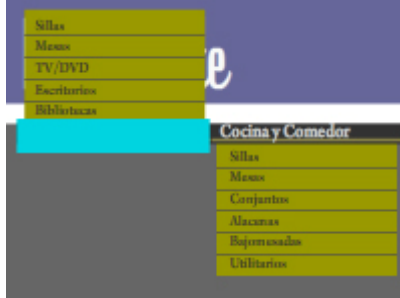 Sillas
Mesas
TV/DVD
Escritorios
Bibliotecas
Cocina y Comedor
Sillas
Mesas
Conjuntos
Alacenas
Bajomesadas
Utilitarios